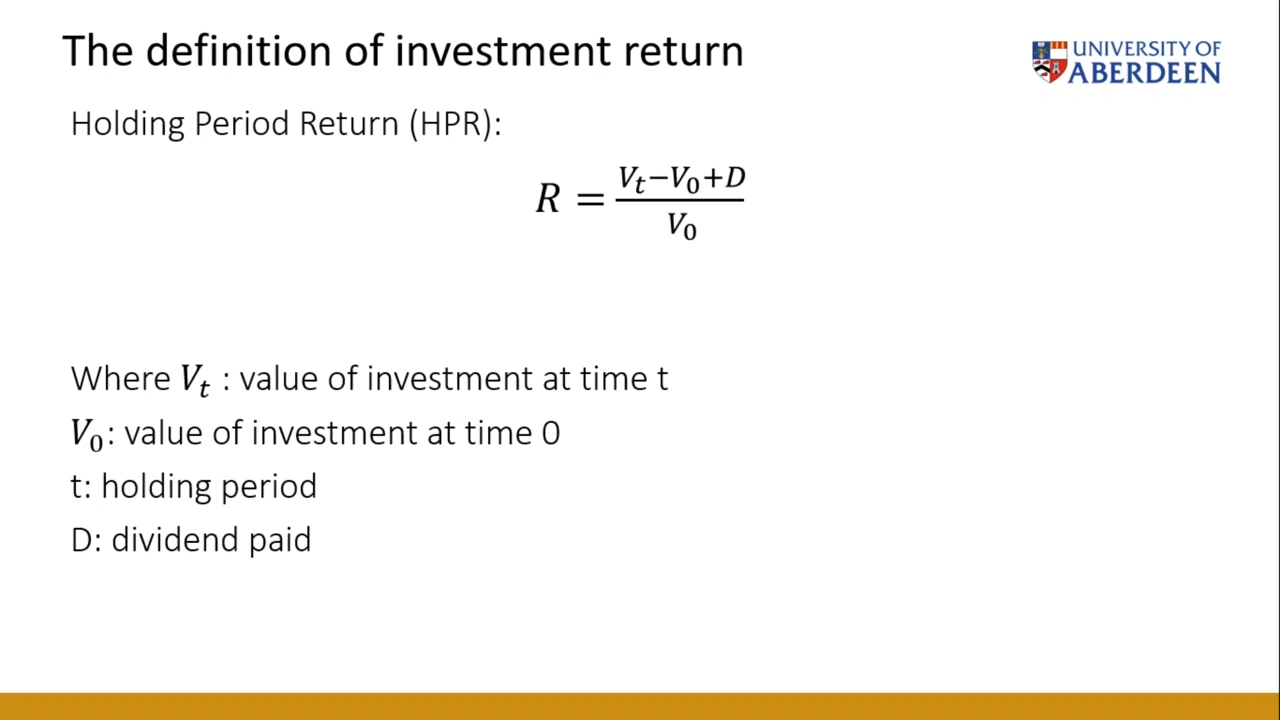 The definition of investment return
UNIVERSITY OF
ABERDEEN
Holding Period Return (HPR):
R = \frac{V_t−V_0+D}{V_0}
Where V_t : value of investment at time t
V_0: value of investment at time 0
t: holding period
D: dividend paid